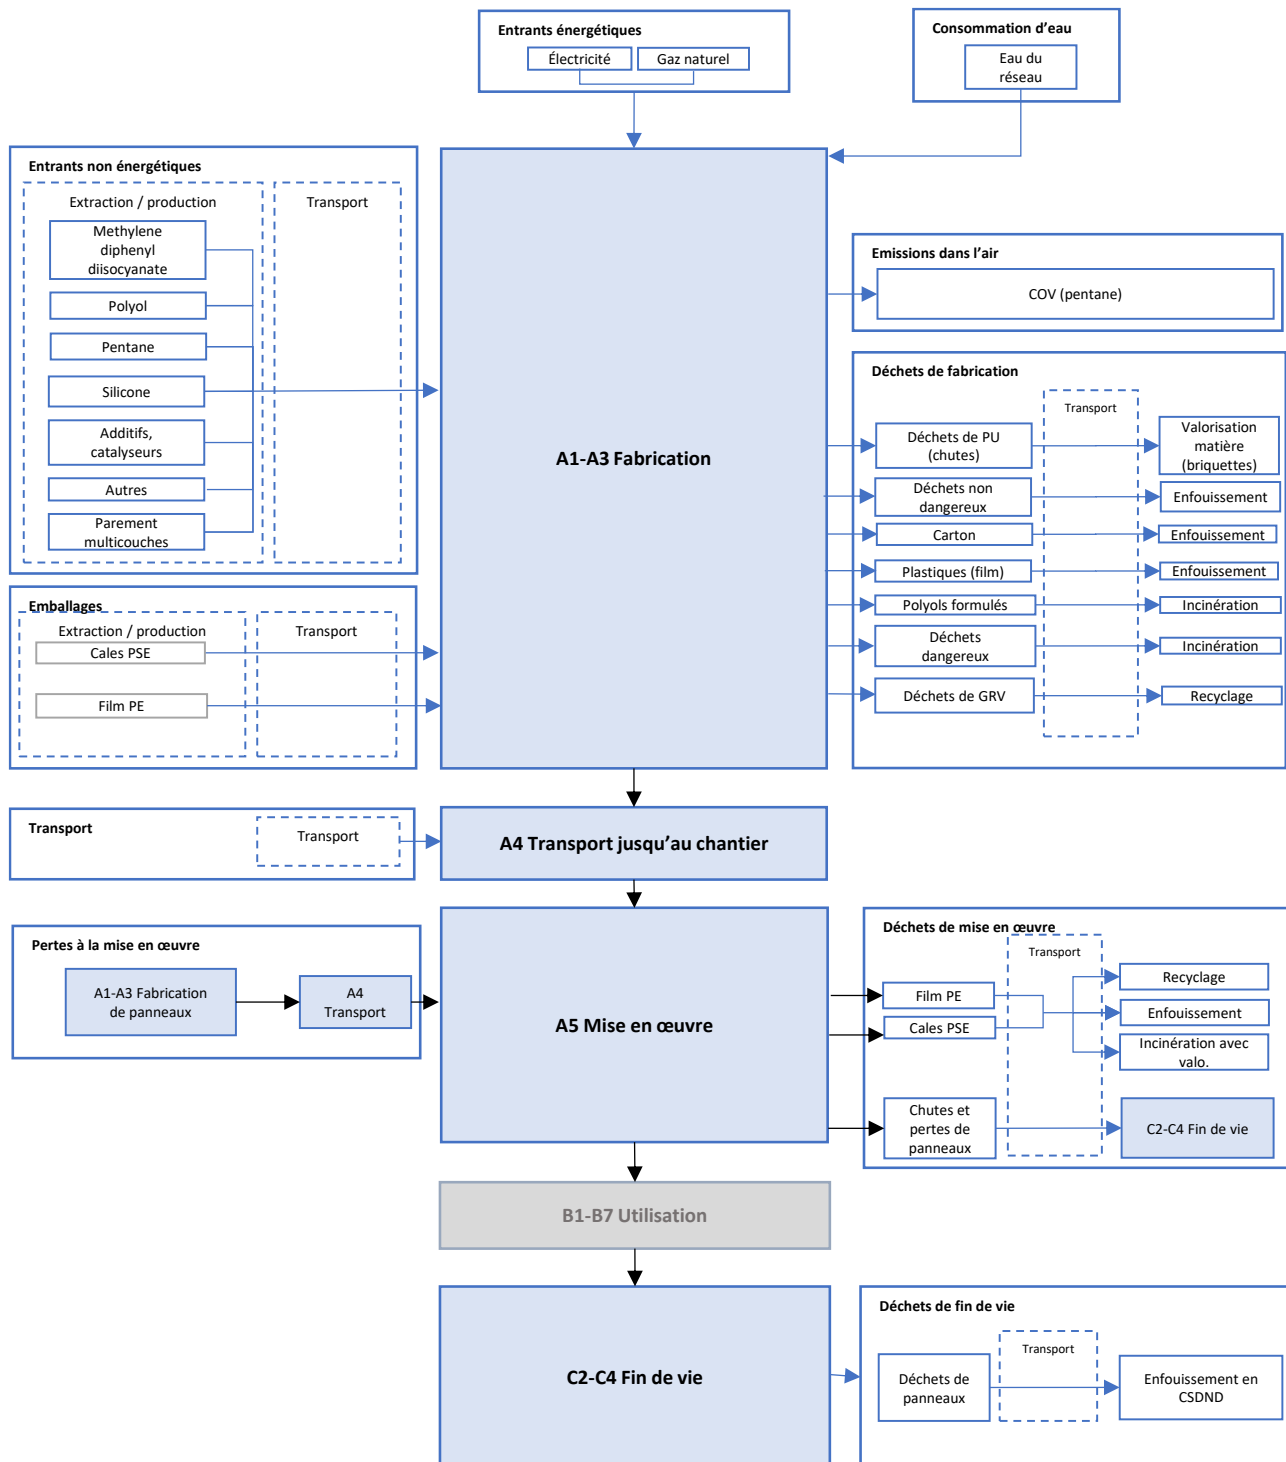 Entrants énergétiques
Électricité
Gaz naturel
Consommation d'eau
Eau du
réseau
Entrants non énergétiques
Extraction / production
Transport
Methylene
diphenyl
diisocyanate
Polyol
Pentane
Silicone
Additifs,
catalyseurs
Autres
Parement
multicouches
Emballages
Extraction / production
Transport
Cales PSE
Film PE
A1-A3 Fabrication
Emissions dans l'air
COV (pentane)
Déchets de fabrication
Transport
Déchets de PU
(chutes)
Valorisation
matière
(briquettes)
Déchets non
dangereux
Enfouissement
Carton
Enfouissement
Plastiques (film)
Enfouissement
Polyols formulés
Incinération
Déchets
dangereux
Incinération
Déchets de GRV
Recyclage
Transport
Transport
A4 Transport jusqu'au chantier
Pertes à la mise en œuvre
A1-A3 Fabrication
de panneaux
A4
Transport
A5 Mise en œuvre
Déchets de mise en œuvre
Transport
Film PE
Cales PSE
Recyclage
Enfouissement
Incinération avec
valo.
Chutes et
pertes de
panneaux
C2-C4 Fin de vie
B1-B7 Utilisation
C2-C4 Fin de vie
Déchets de fin de vie
Transport
Déchets de
panneaux
Enfouissement en
CSDND